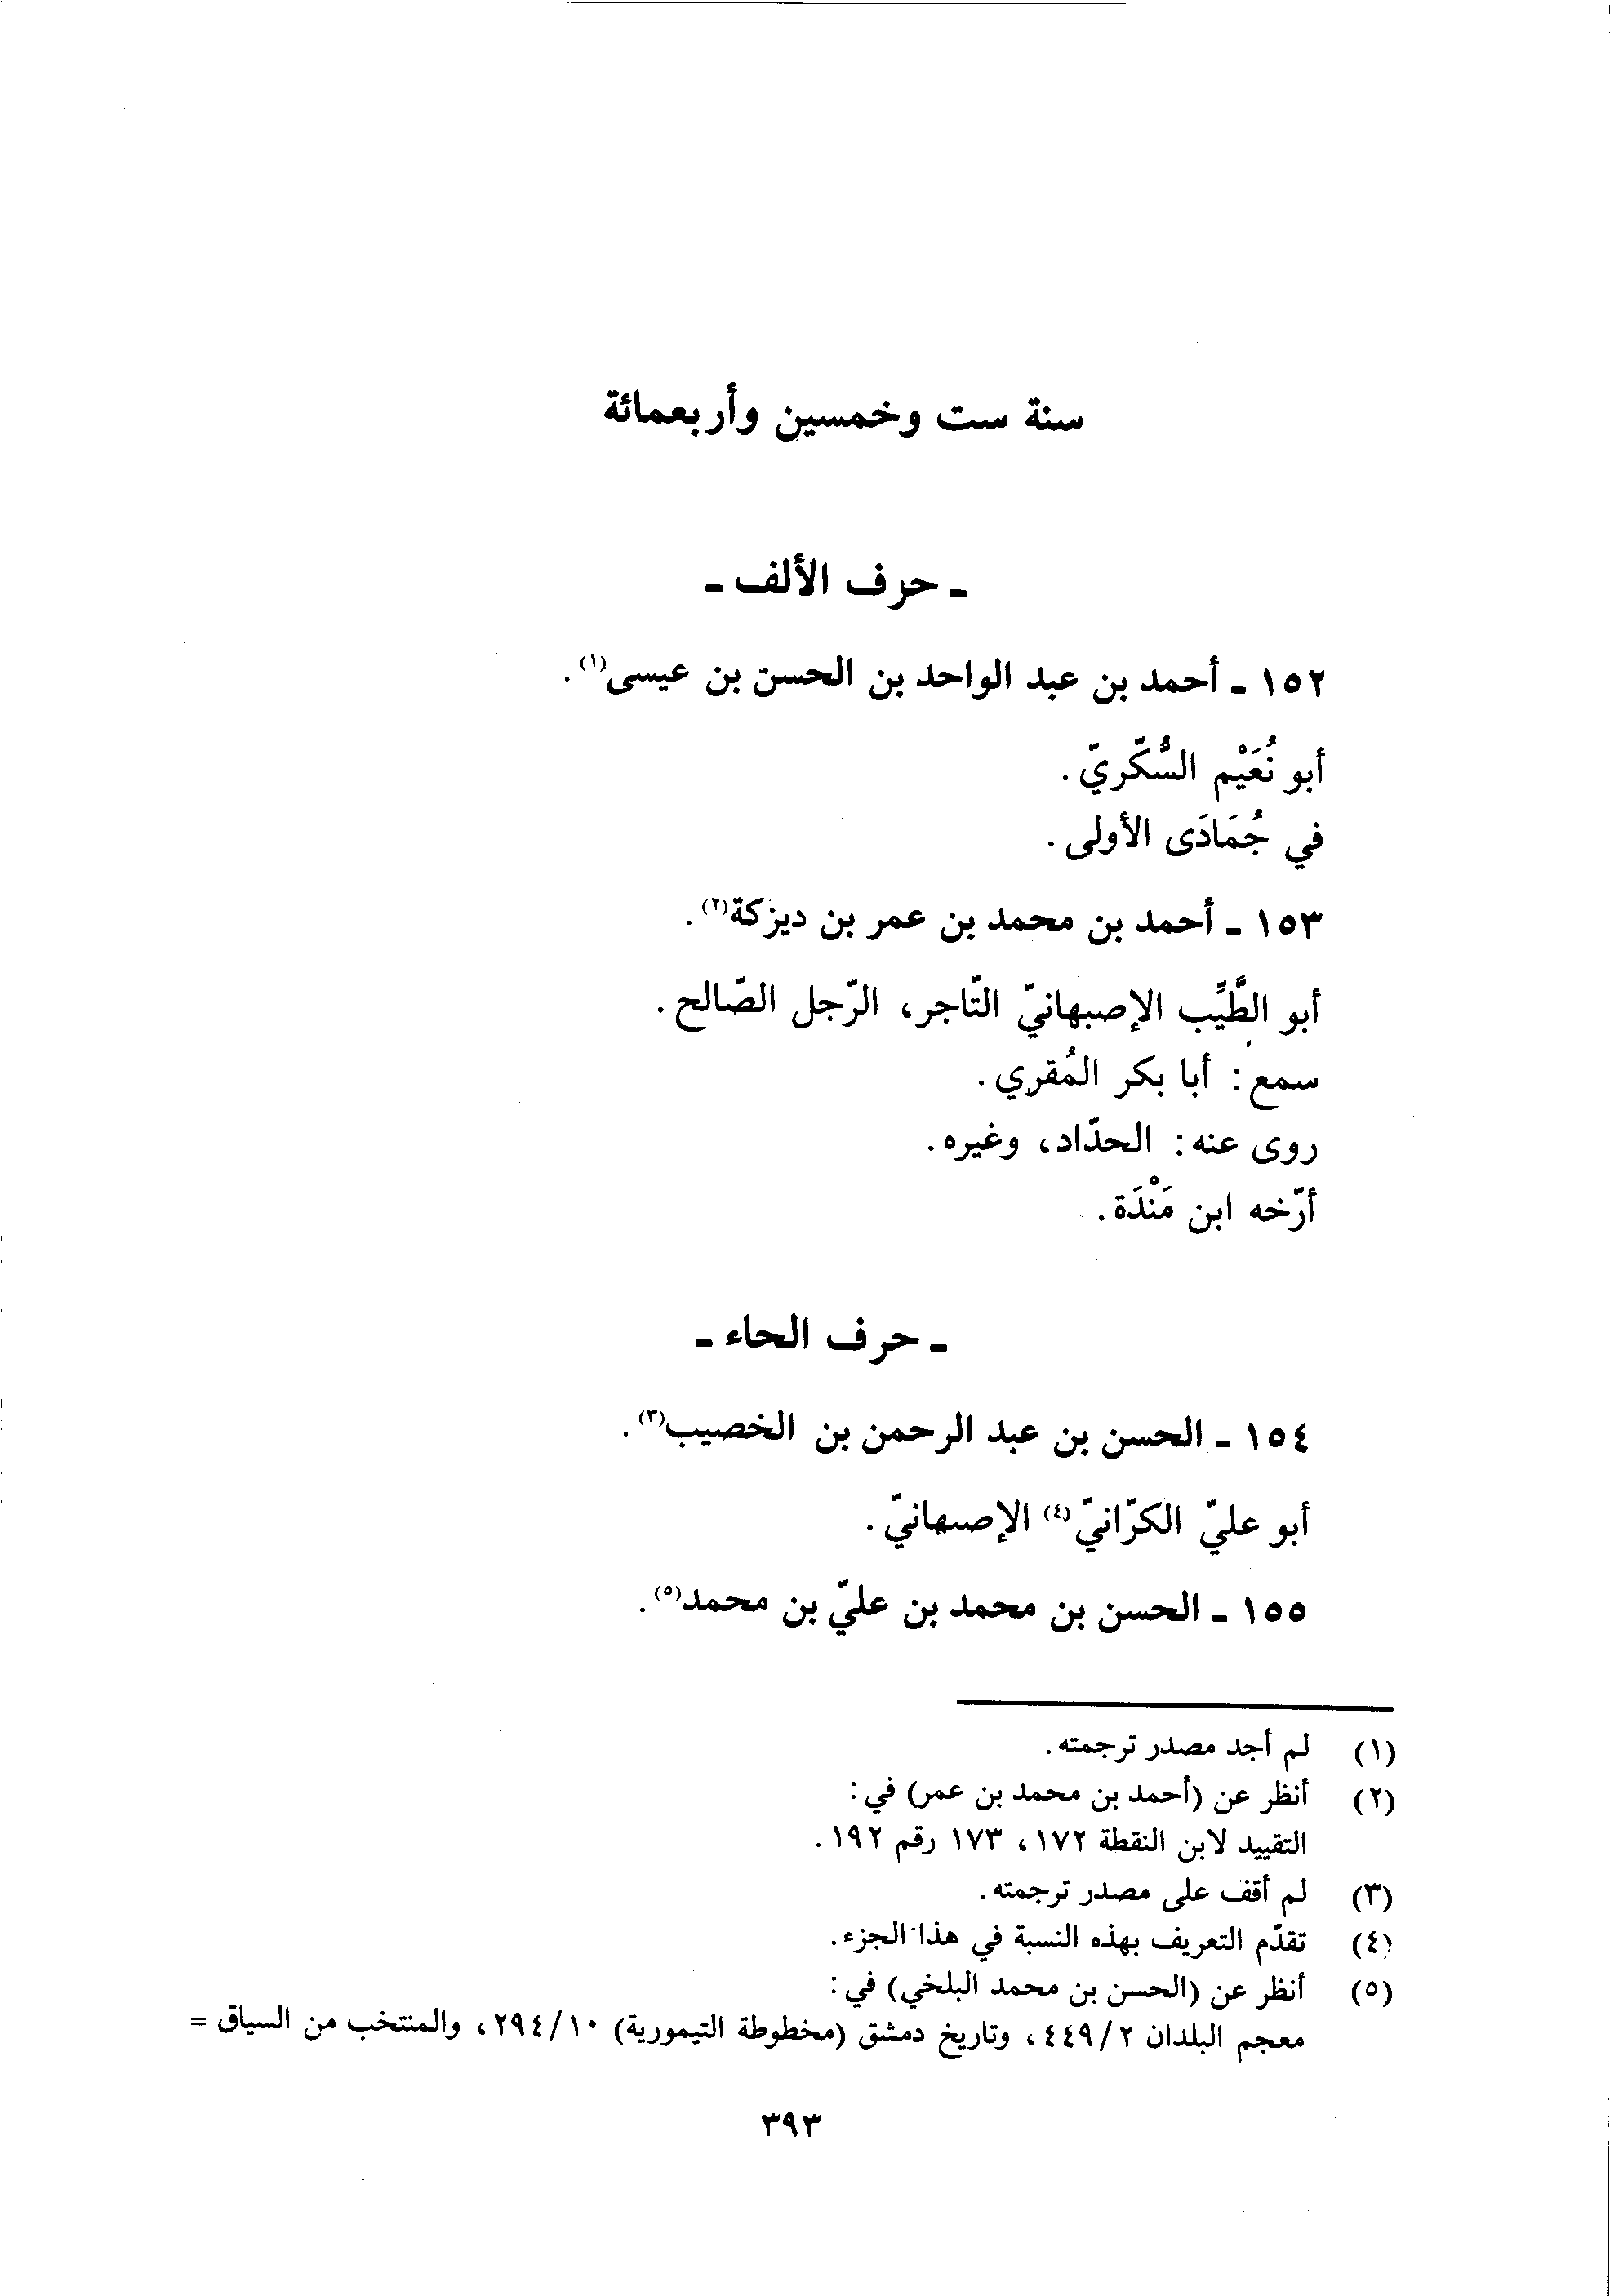 سنة ست وخمسين وأربعمائة
ـ حرف الألف ـ
١٥٢ ـ أحمد بن عبد الواحد بن الحسن بن عيسى(١).
أبو نُعَيْم السُّكّريّ.
في جُمَادَى الأولى.
١٥٣ ـ أحمد بن محمد بن عمر بن ديزكة(٢).
أبو الطَّيِّب الإصبهانيّ التّاجر، الرّجل الصّالح.
سمع: أبا بكر المُقري.
روى عنه: الحدّاد، وغيره.
أرّخه ابن مَنْدَة.
ـ حرف الحاء ـ
١٥٤ ـ الحسن بن عبد الرحمن بن الخصيب(٣).
أبو عليّ الكرّانيّ(٤) الإصبهانيّ.
١٥٥ ـ الحسن بن محمد بن عليّ بن محمد(٥).
(١) لم أجد مصدر ترجمته.
(٢) أنظر عن (أحمد بن محمد بن عمر) في:
التقييد لابن النقطة ١٧٢، ١٧٣ رقم ١٩٢.
(٣) لم أقف على مصدر ترجمته.
(٤) تقدّم التعريف بهذه النسبة في هذا الجزء.
(٥) أنظر عن (الحسن بن محمد البلخي) في:
معجم البلدان ٤٤٩/٢، وتاريخ دمشق (مخطوطة التيمورية) ٢٩٤/١٠، والمنتخب من السياق =
٣٩٣